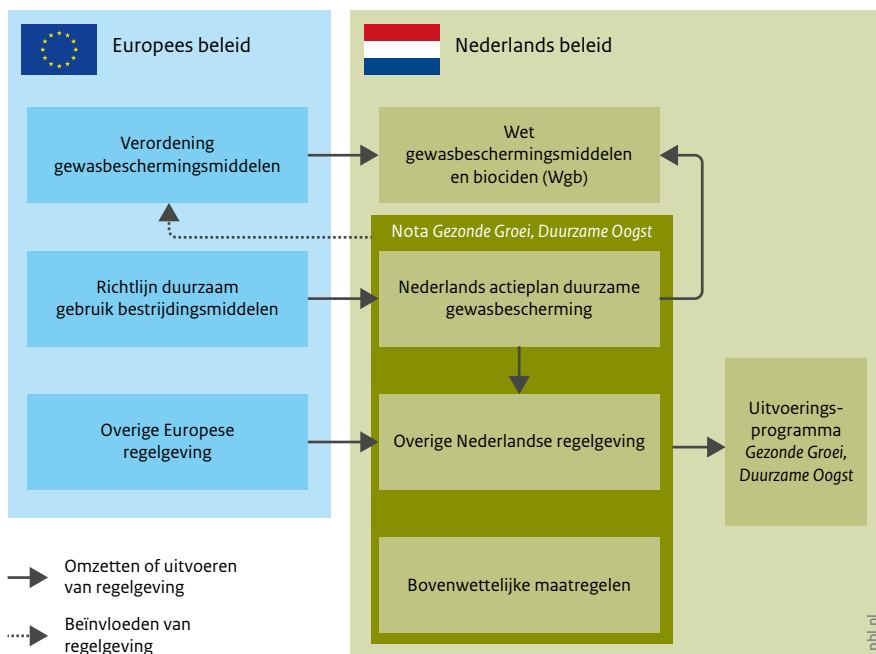 Europees beleid
Nederlands beleid
Verordening
gewasbeschermingsmiddelen
Wet
gewasbeschermingsmiddelen
en biociden (Wgb)
Nota Gezonde Groei, Duurzame Oogst
Richtlijn duurzaam
gebruik bestrijdingsmiddelen
Nederlands actieplan duurzame
gewasbescherming
Overige Europese
regelgeving
Overige Nederlandse regelgeving
Uitvoerings-
programma
Gezonde Groei,
Duurzame Oogst
Bovenwettelijke maatregelen
Omzetten of uitvoeren
van regelgeving
Beïnvloeden van
regelgeving
pbl.nl